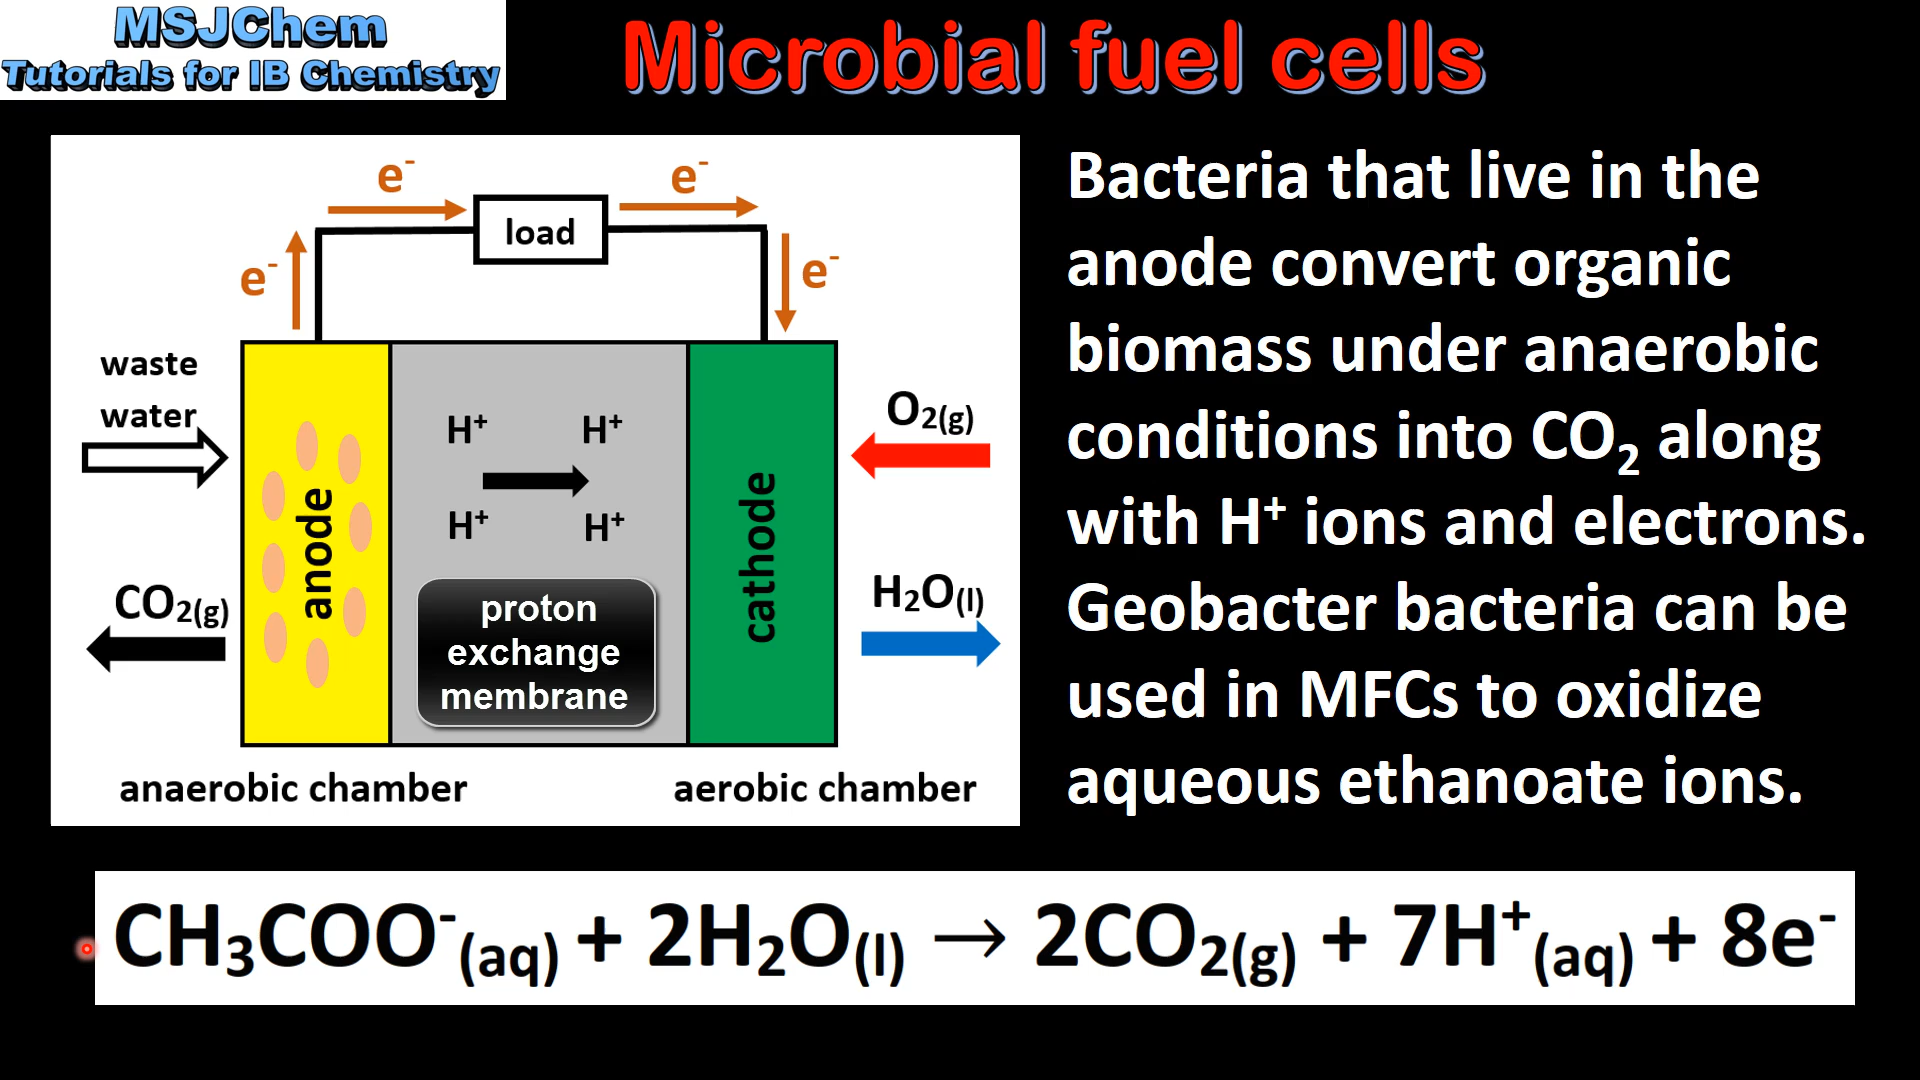 MSJChem
Tutorials for IB Chemistry
Microbial fuel cells
e⁻
e⁻
load
e⁻
e⁻
waste
water
H⁺ H⁺
H⁺ H⁺
O₂(g)
anode
cathode
CO₂(g)
H₂O(l)
proton
exchange
membrane
anaerobic chamber
aerobic chamber
Bacteria that live in the
anode convert organic
biomass under anaerobic
conditions into CO₂ along
with H⁺ ions and electrons.
Geobacter bacteria can be
used in MFCs to oxidize
aqueous ethanoate ions.
CH₃COO⁻(aq) + 2H₂O(l) → 2CO₂(g) + 7H⁺(aq) + 8e⁻